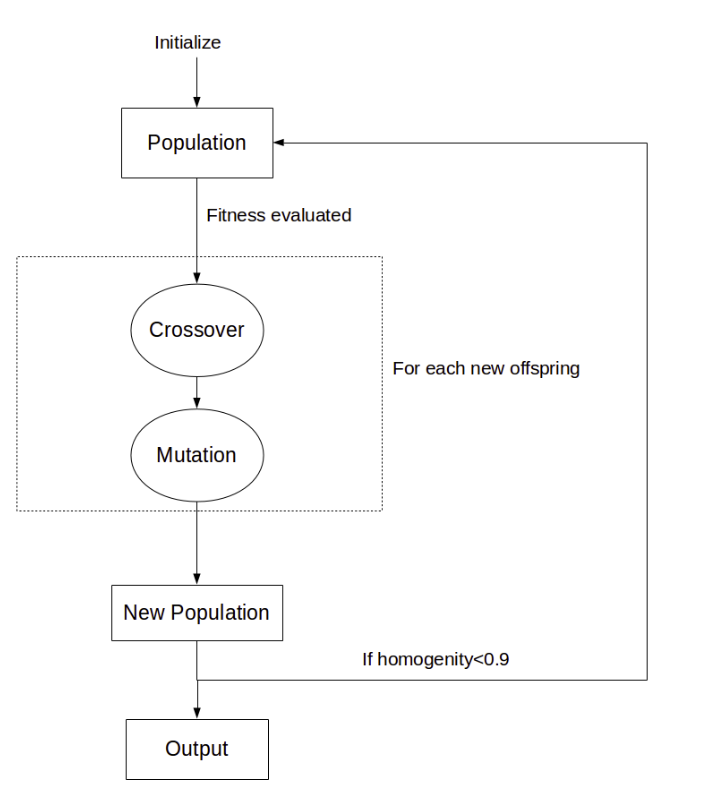 Initialize
Population
Fitness evaluated
Crossover
For each new offspring
Mutation
New Population
If homogenity<0.9
Output